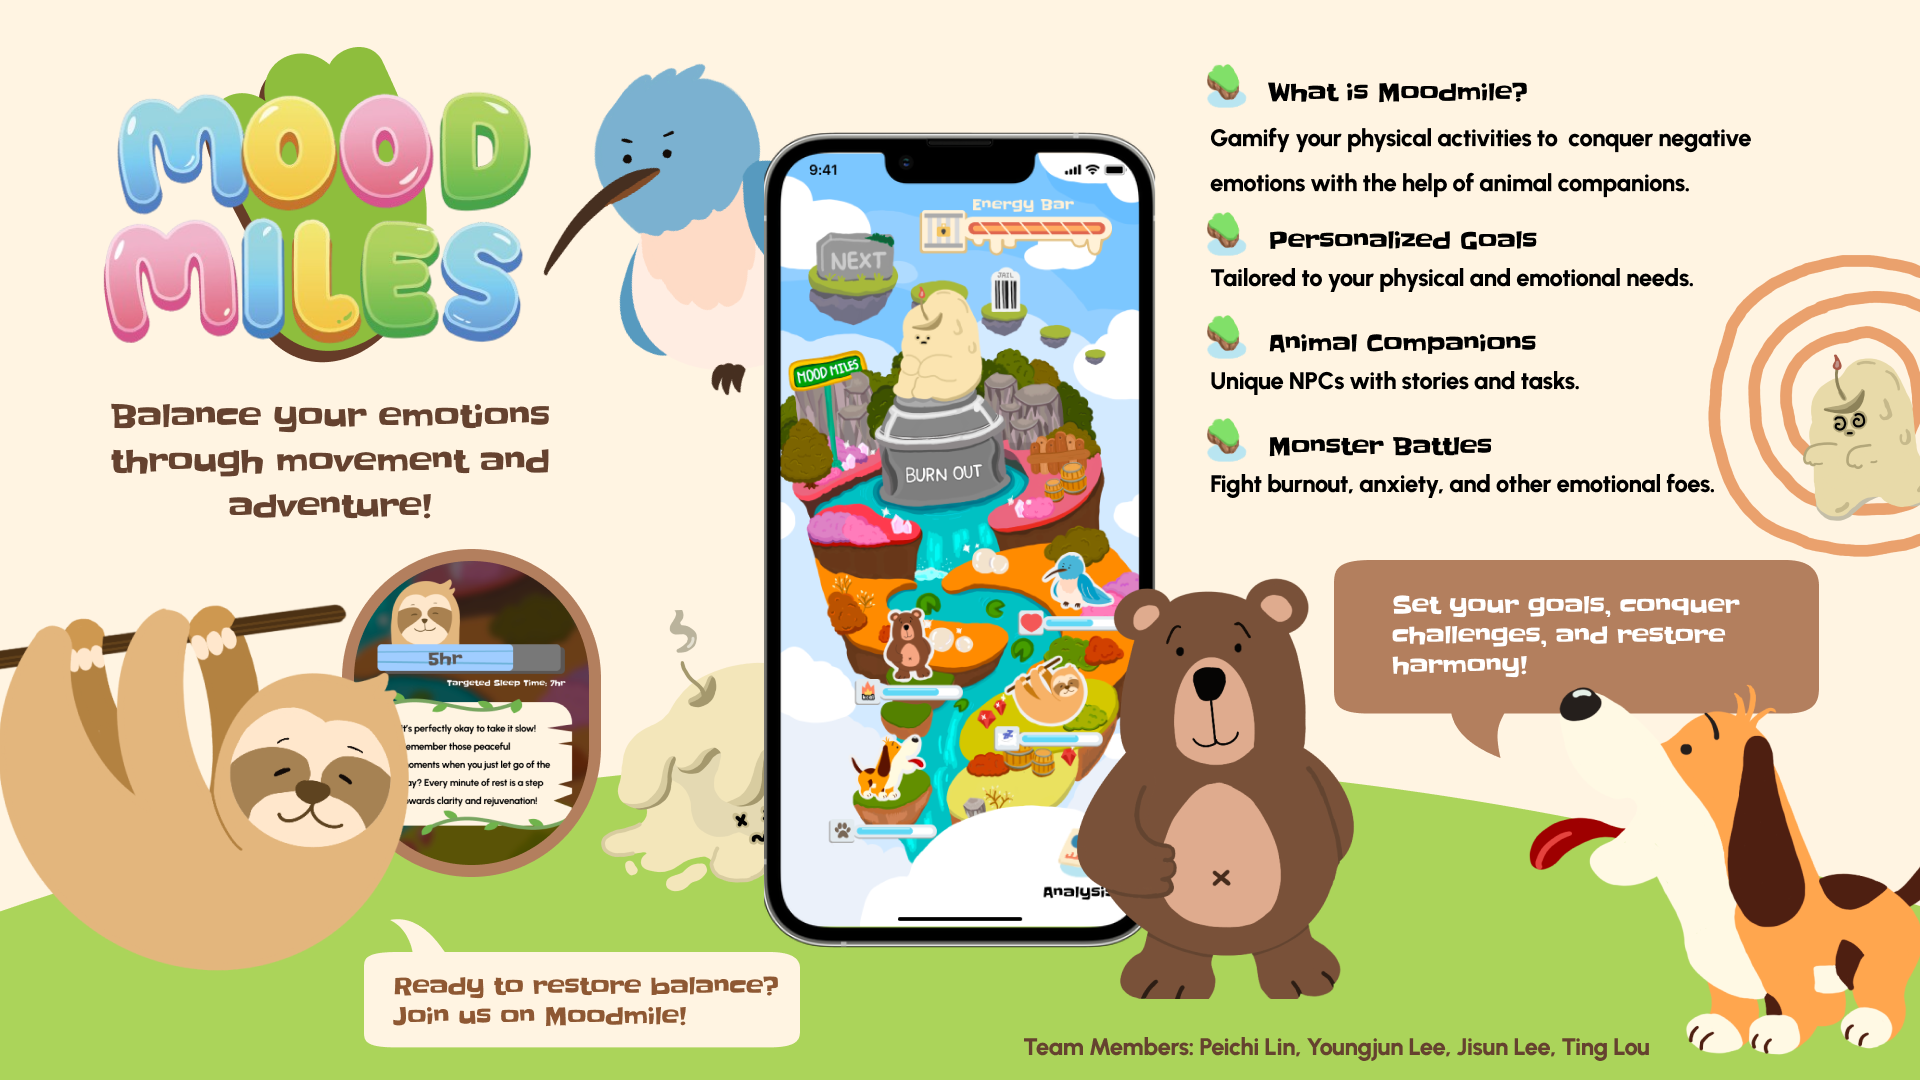 MOOD
MILES
Balance your emotions
through movement and
adventure!
5hr
Targeted Sleep Time: 7hr
t's perfectly okay to take it slow!
emember those peaceful
oments when you just let go of the
ay? Every minute of rest is a step
wards clarity and rejuvenation!
Ready to restore balance?
Join us on Moodmile!
9:41
Energy Bar
NEXT
JAIL
MOOD MILES
BURN OUT
Analysis
What is Moodmile?
Gamify your physical activities to conquer negative
emotions with the help of animal companions.
Personalized Goals
Tailored to your physical and emotional needs.
Animal Companions
Unique NPCs with stories and tasks.
Monster Battles
Fight burnout, anxiety, and other emotional foes.
Set your goals, conquer
challenges, and restore
harmony!
Team Members: Peichi Lin, Youngjun Lee, Jisun Lee, Ting Lou